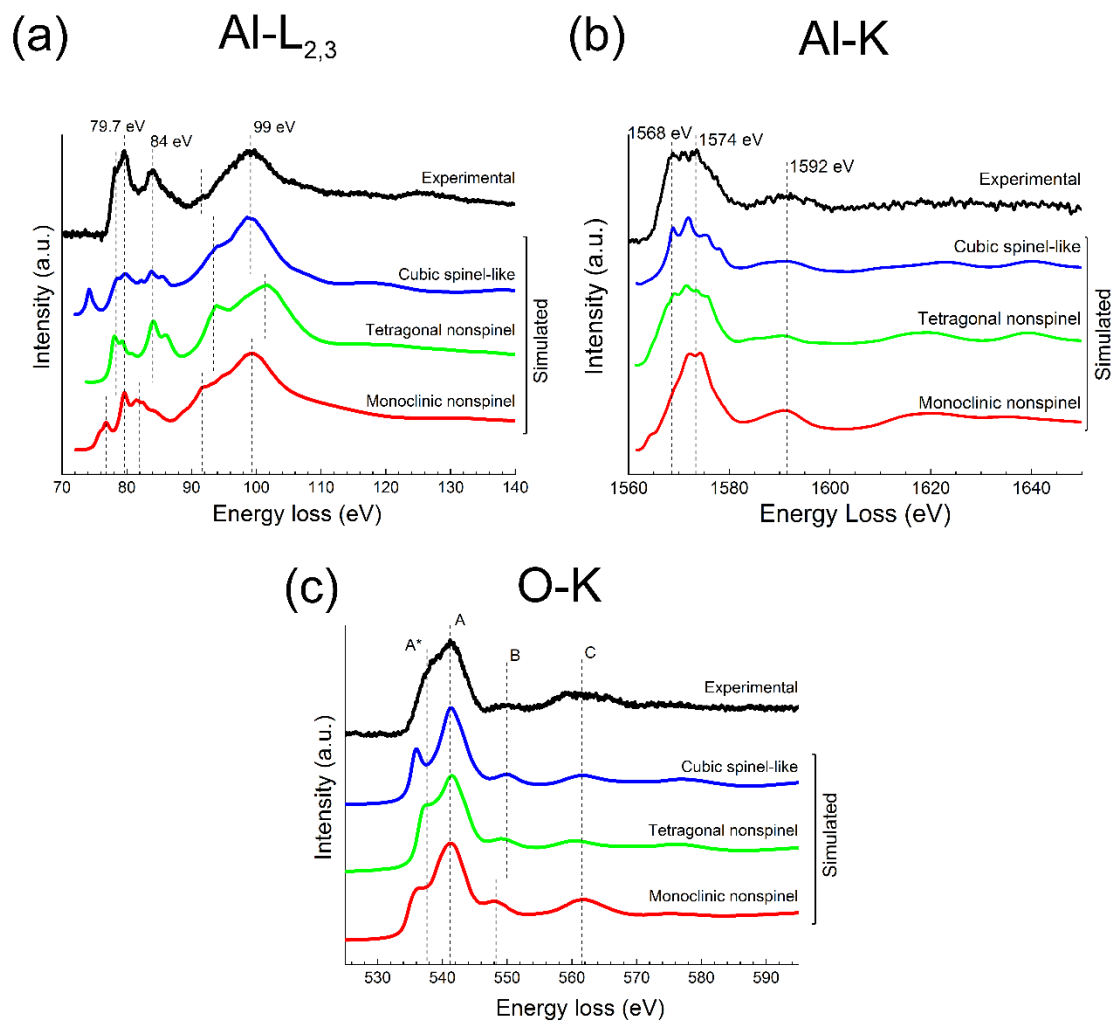 (a)
Al-L2,3
79.7 eV
84 eV
99 eV
Experimental
Cubic spinel-like
Tetragonal nonspinel
Monoclinic nonspinel
Simulated
Intensity (a.u.)
70 80 90 100 110 120 130 140
Energy loss (eV)
(b)
Al-K
1568 eV
1574 eV
1592 eV
Experimental
Cubic spinel-like
Tetragonal nonspinel
Monoclinic nonspinel
Simulated
Intensity (a.u.)
1560 1580 1600 1620 1640
Energy Loss (eV)
(c)
O-K
A*
A
B
C
Experimental
Cubic spinel-like
Tetragonal nonspinel
Monoclinic nonspinel
Simulated
Intensity (a.u.)
530 540 550 560 570 580 590
Energy loss (eV)